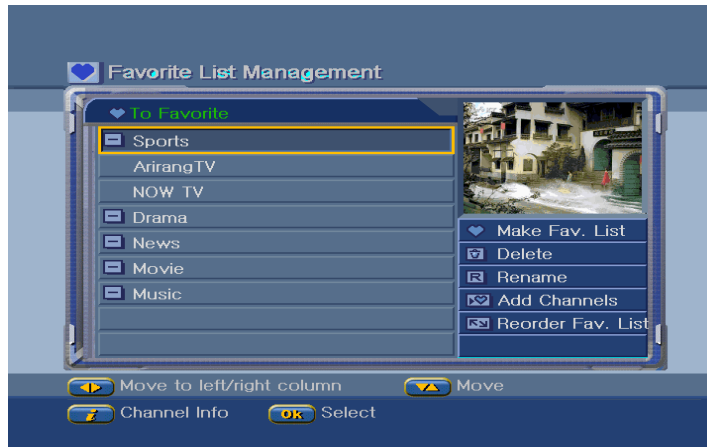 Favorite List Management
To Favorite
Sports
ArirangTV
NOW TV
Drama
News
Movie
Music
Make Fav. List
Delete
R Rename
Add Channels
Reorder Fav. List
Move to left/right column
Move
i Channel Info
OK Select